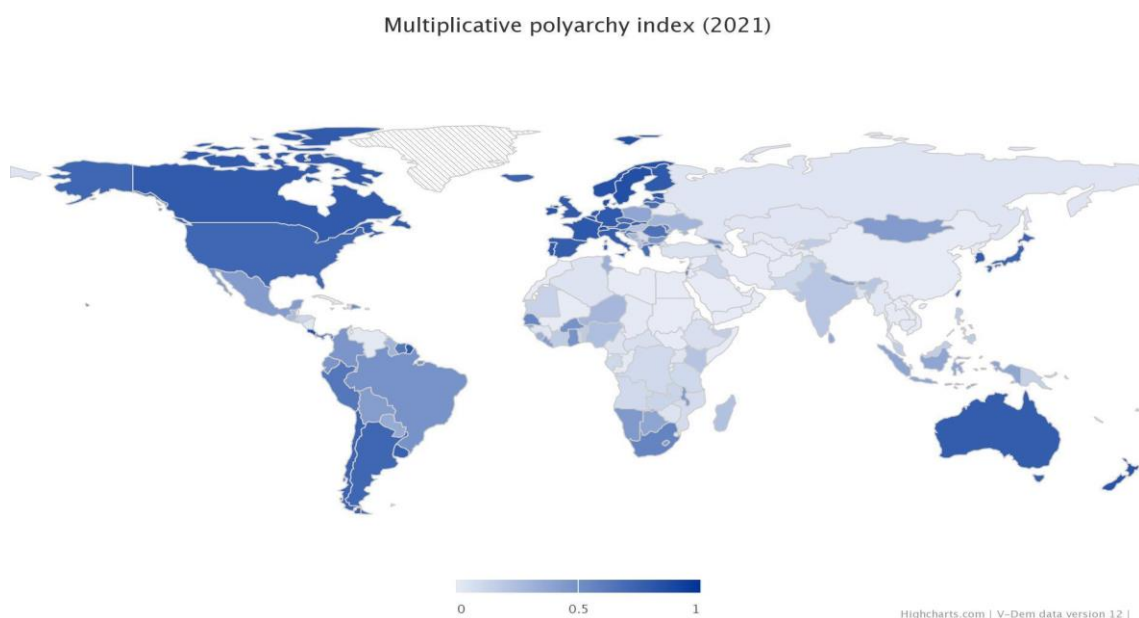 Multiplicative polyarchy index (2021)
0 0.5 1
Highcharts.com | V-Dem data version 12 |